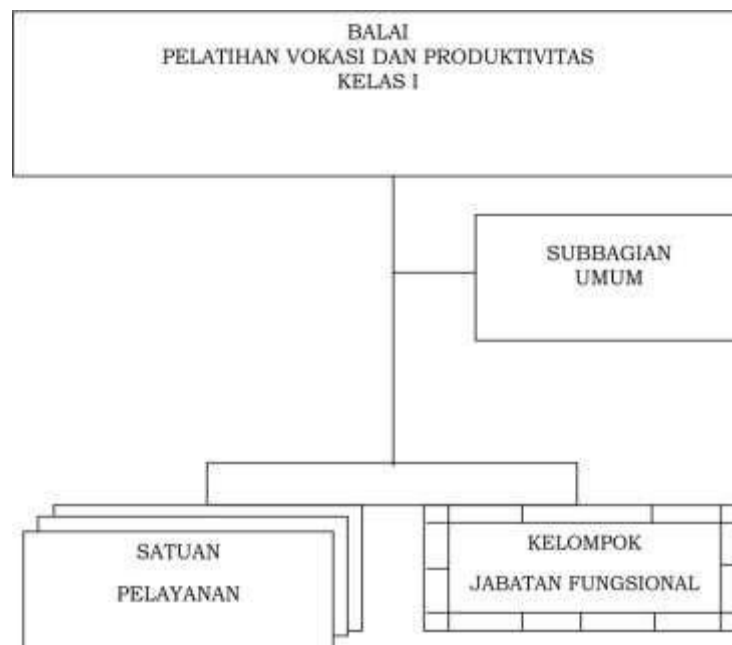 BALAI
PELATIHAN VOKASI DAN PRODUKTIVITAS
KELAS I
SUBBAGIAN
UMUM
SATUAN
PELAYANAN
KELOMPOK
JABATAN FUNGSIONAL